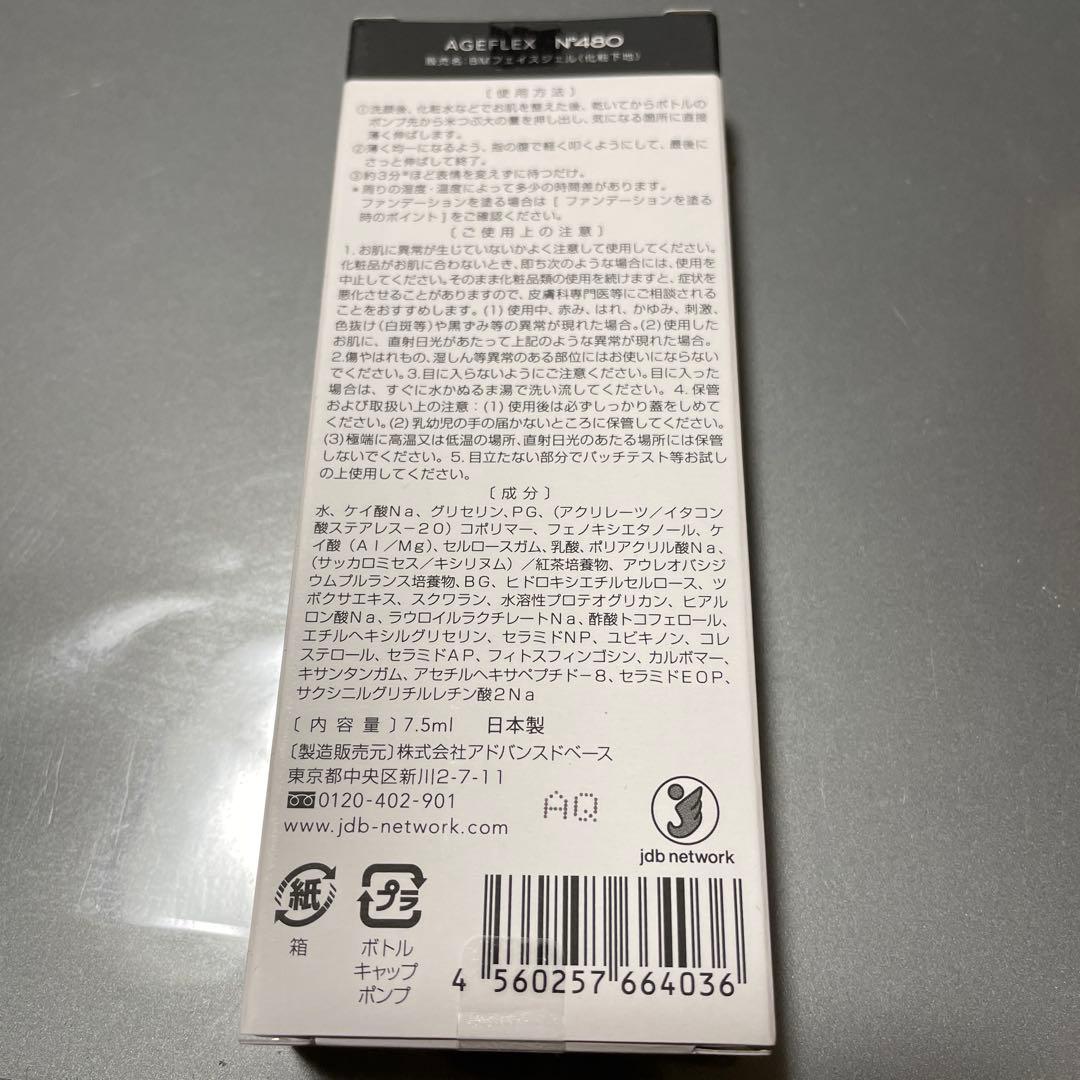 AGEFLEX N°480
販売名:BMフェイスジェル(化粧下地)
〔使用方法〕
①洗顔後、化粧水などでお肌を整えた後、乾いてからボトルの
ポンプ先から米つぶ大の量を押し出し、気になる箇所に直接
薄く伸ばします。
②薄く均一になるよう、指の腹で軽く叩くようにして、最後に
さっと伸ばして終了。
③約3分*ほど表情を変えずに待つだけ。
*周りの湿度・温度によって多少の時間差があります。
ファンデーションを塗る場合は[ ファンデーションを塗る
時のポイント]をご確認ください。
〔ご使用上の注意〕
1. お肌に異常が生じていないかよく注意して使用してください。
化粧品がお肌に合わないとき、即ち次のような場合には、使用を
中止してください。そのまま化粧品類の使用を続けますと、症状を
悪化させることがありますので、皮膚科専門医等にご相談される
ことをおすすめします。(1) 使用中、赤み、はれ、かゆみ、刺激、
色抜け(白斑等)や黒ずみ等の異常が現れた場合。(2) 使用した
お肌に、直射日光があたって上記のような異常が現れた場合。
2.傷やはれもの、湿しん等異常のある部位にはお使いにならない
でください。3.目に入らないようにご注意ください。目に入った
場合は、すぐに水かぬるま湯で洗い流してください。4. 保管
および取扱い上の注意:(1) 使用後は必ずしっかり蓋をしめて
ください。(2) 乳幼児の手の届かないところに保管してください。
(3)極端に高温又は低温の場所、直射日光のあたる場所には保管
しないでください。5. 目立たない部分でパッチテスト等お試し
の上使用してください。
〔成分〕
水、ケイ酸Na、グリセリン、PG、(アクリレーツ/イタコン
酸ステアレス-20)コポリマー、フェノキシエタノール、ケ
イ酸(Al/Mg)、セルロースガム、乳酸、ポリアクリル酸Na、
(サッカロミセス/キシリヌム)/紅茶培養物、アウレオバシジ
ウムプルランス培養物、BG、ヒドロキシエチルセルロース、ツ
ボクサエキス、スクワラン、水溶性プロテオグリカン、ヒアル
ロン酸Na、ラウロイルラクチレートNa、酢酸トコフェロール、
エチルヘキシルグリセリン、セラミドNP、ユビキノン、コレ
ステロール、セラミドAP、フィトスフィンゴシン、カルボマー、
キサンタンガム、アセチルヘキサペプチド-8、セラミドEOP、
サクシニルグリチルレチン酸2Na
〔内容量〕7.5ml 日本製
〔製造販売元〕株式会社アドバンスドベース
東京都中央区新川2-7-11
0120-402-901
www.jdb-network.com
AQ
jdb network
紙
箱
プラ
ボトル
キャップ
ポンプ
4 560257 664036